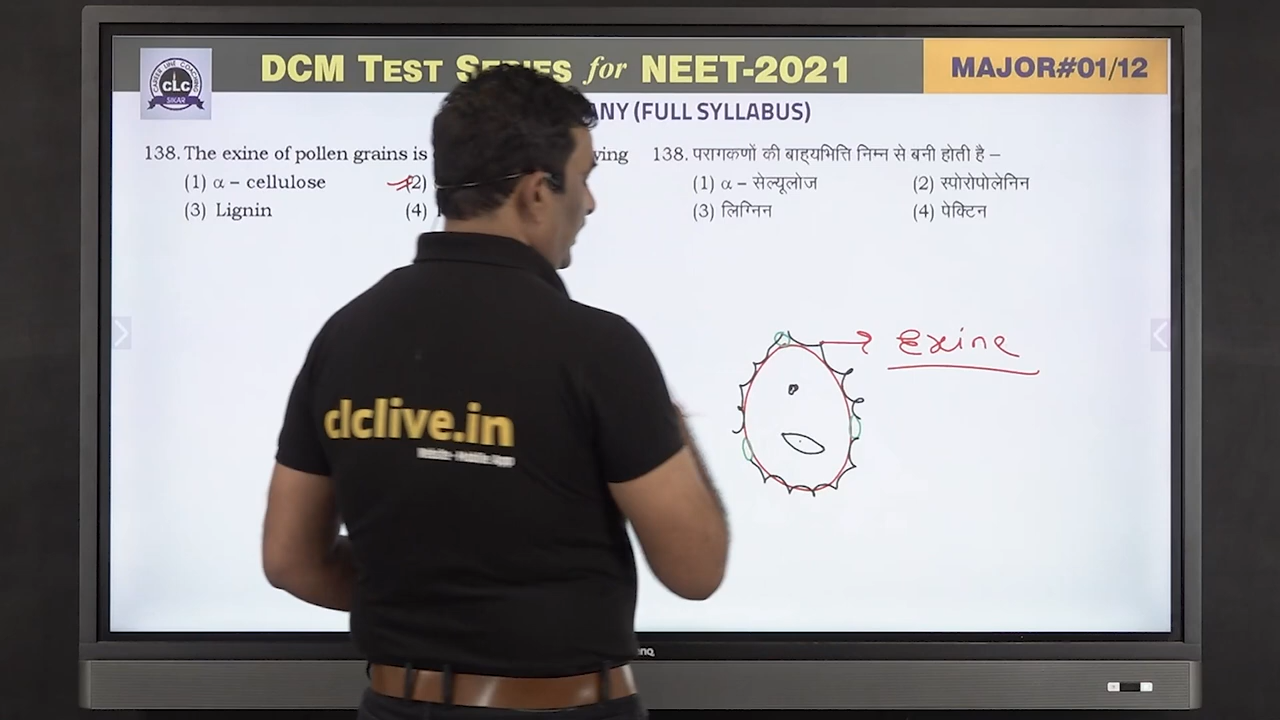 DCM TEST SERIES for NEET-2021
MAJOR#01/12
CLC
SIKAR
ANY (FULL SYLLABUS)
138. The exine of pollen grains is
(1) α – cellulose (2)
(3) Lignin (4)
138. परागकणों की बाह्यभित्ति निम्न से बनी होती है –
(1) α – सेल्यूलोज (2) स्पोरोपोलेनिन
(3) लिग्निन (4) पेक्टिन
Exine
clclive.in